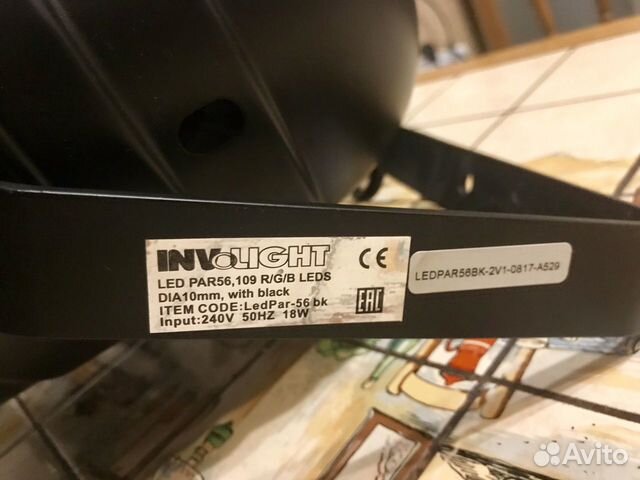 INVOLIGHT
LED PAR56,109 R/G/B LEDS
DIA10mm, with black
ITEM CODE:LedPar-56 bk
Input:240V 50HZ 18W
CE
EAC
LEDPAR56BK-2V1-0817-A529
Avito